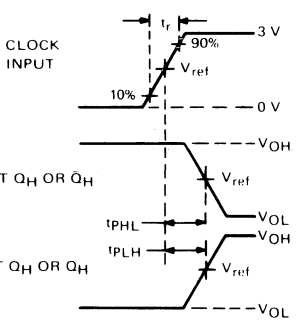 tr
CLOCK
INPUT
3 V
90%
Vref
10%
0 V
VOH
T QH OR Q̄H
Vref
tPHL
VOL
VOH
tPLH
T QH OR QH
Vref
VOL